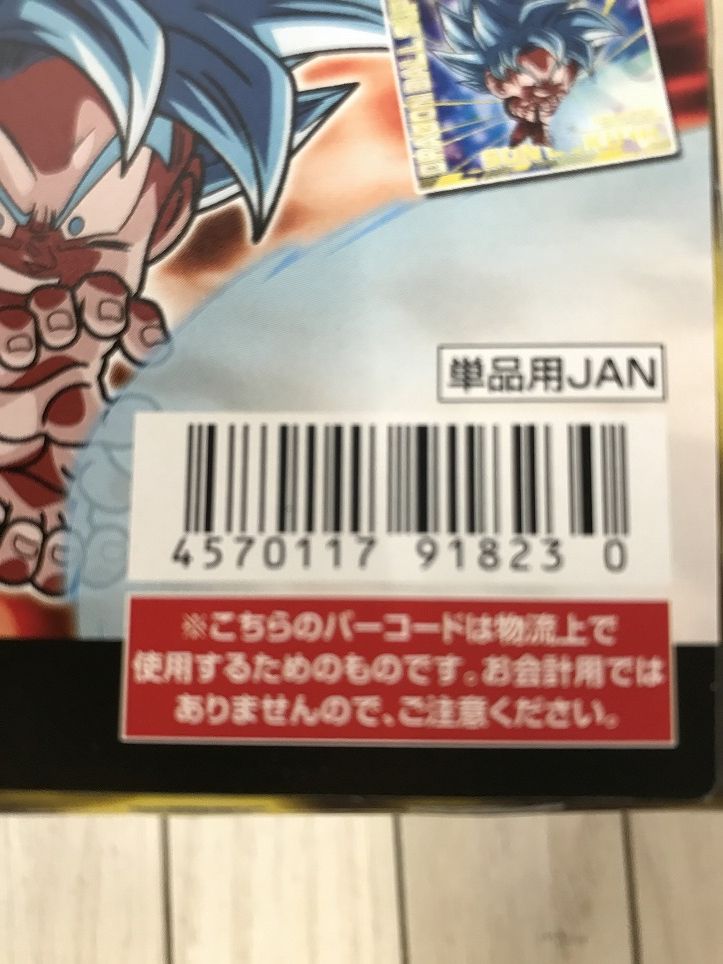 単品用JAN
4570117 91823 0
※こちらのバーコードは物流上で
使用するためのものです。お会計用では
ありませんので、ご注意ください。